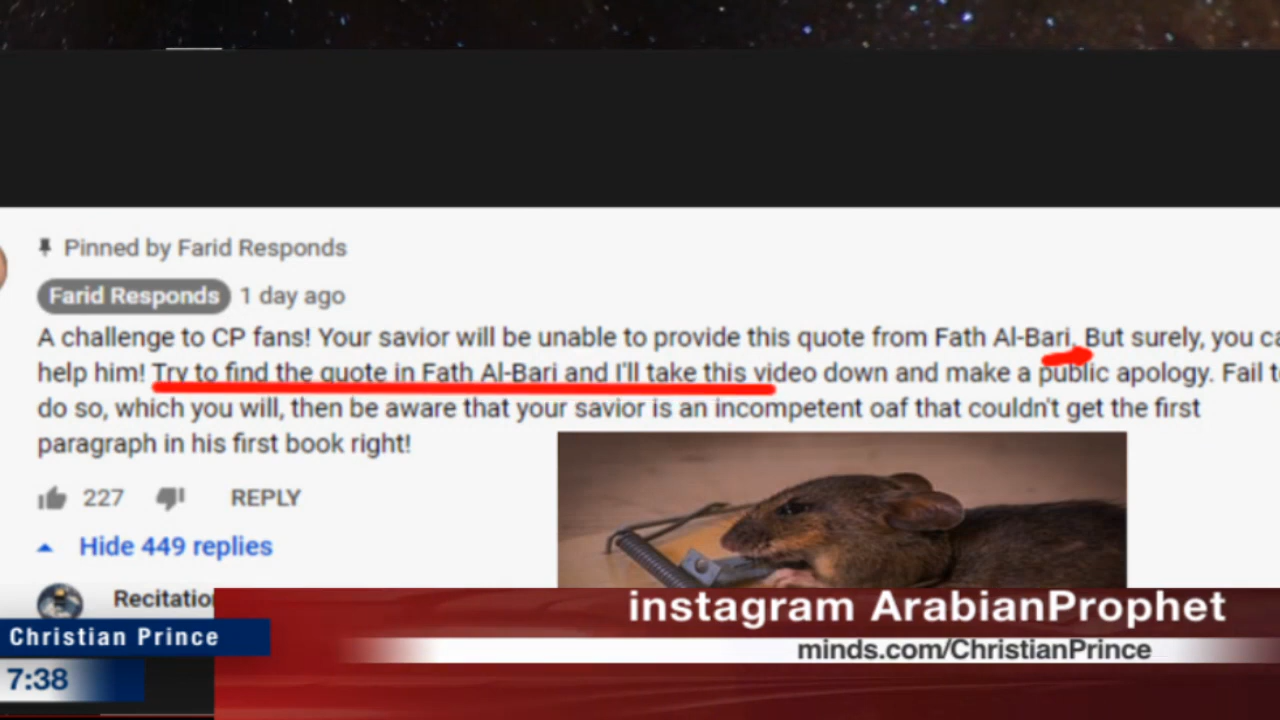 Pinned by Farid Responds
Farid Responds 1 day ago
A challenge to CP fans! Your savior will be unable to provide this quote from Fath Al-Bari. But surely, you
help him! Try to find the quote in Fath Al-Bari and I'll take this video down and make a public apology. Fail
do so, which you will, then be aware that your savior is an incompetent oaf that couldn't get the first
paragraph in his first book right!
227 REPLY
Hide 449 replies
instagram ArabianProphet
Christian Prince
minds.com/ChristianPrince
7:38